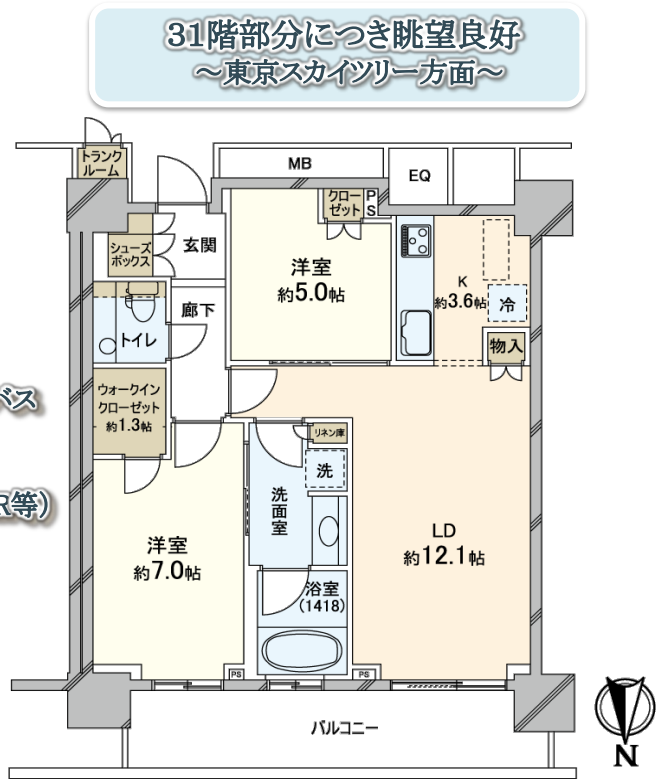 31階部分につき眺望良好
~東京スカイツリー方面~
トランク
ルーム
MB
EQ
クロー
ゼット
P
S
シューズ
ボックス
玄関
洋室
約5.0帖
K
約3.6帖
冷
廊下
トイレ
物入
バス
ウォークイン
クローゼット
約1.3帖
リネン庫
洗
洗面室
R等)
洋室
約7.0帖
LD
約12.1帖
浴室
(1418)
PS
PS
バルコニー
N